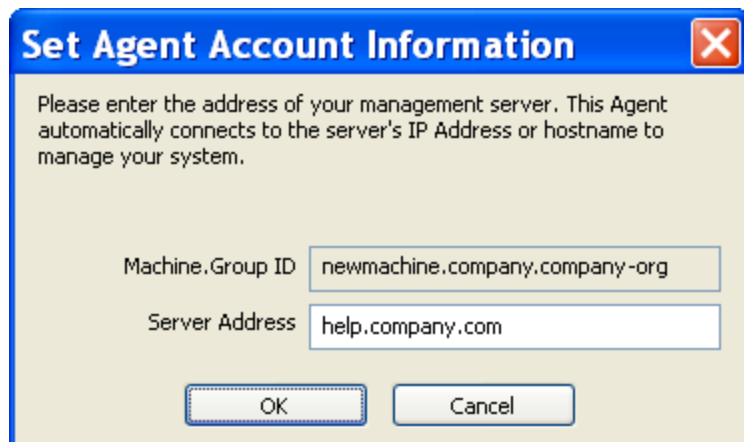 Set Agent Account Information
Please enter the address of your management server. This Agent
automatically connects to the server's IP Address or hostname to
manage your system.
Machine.Group ID newmachine.company.company-org
Server Address help.company.com
OK Cancel